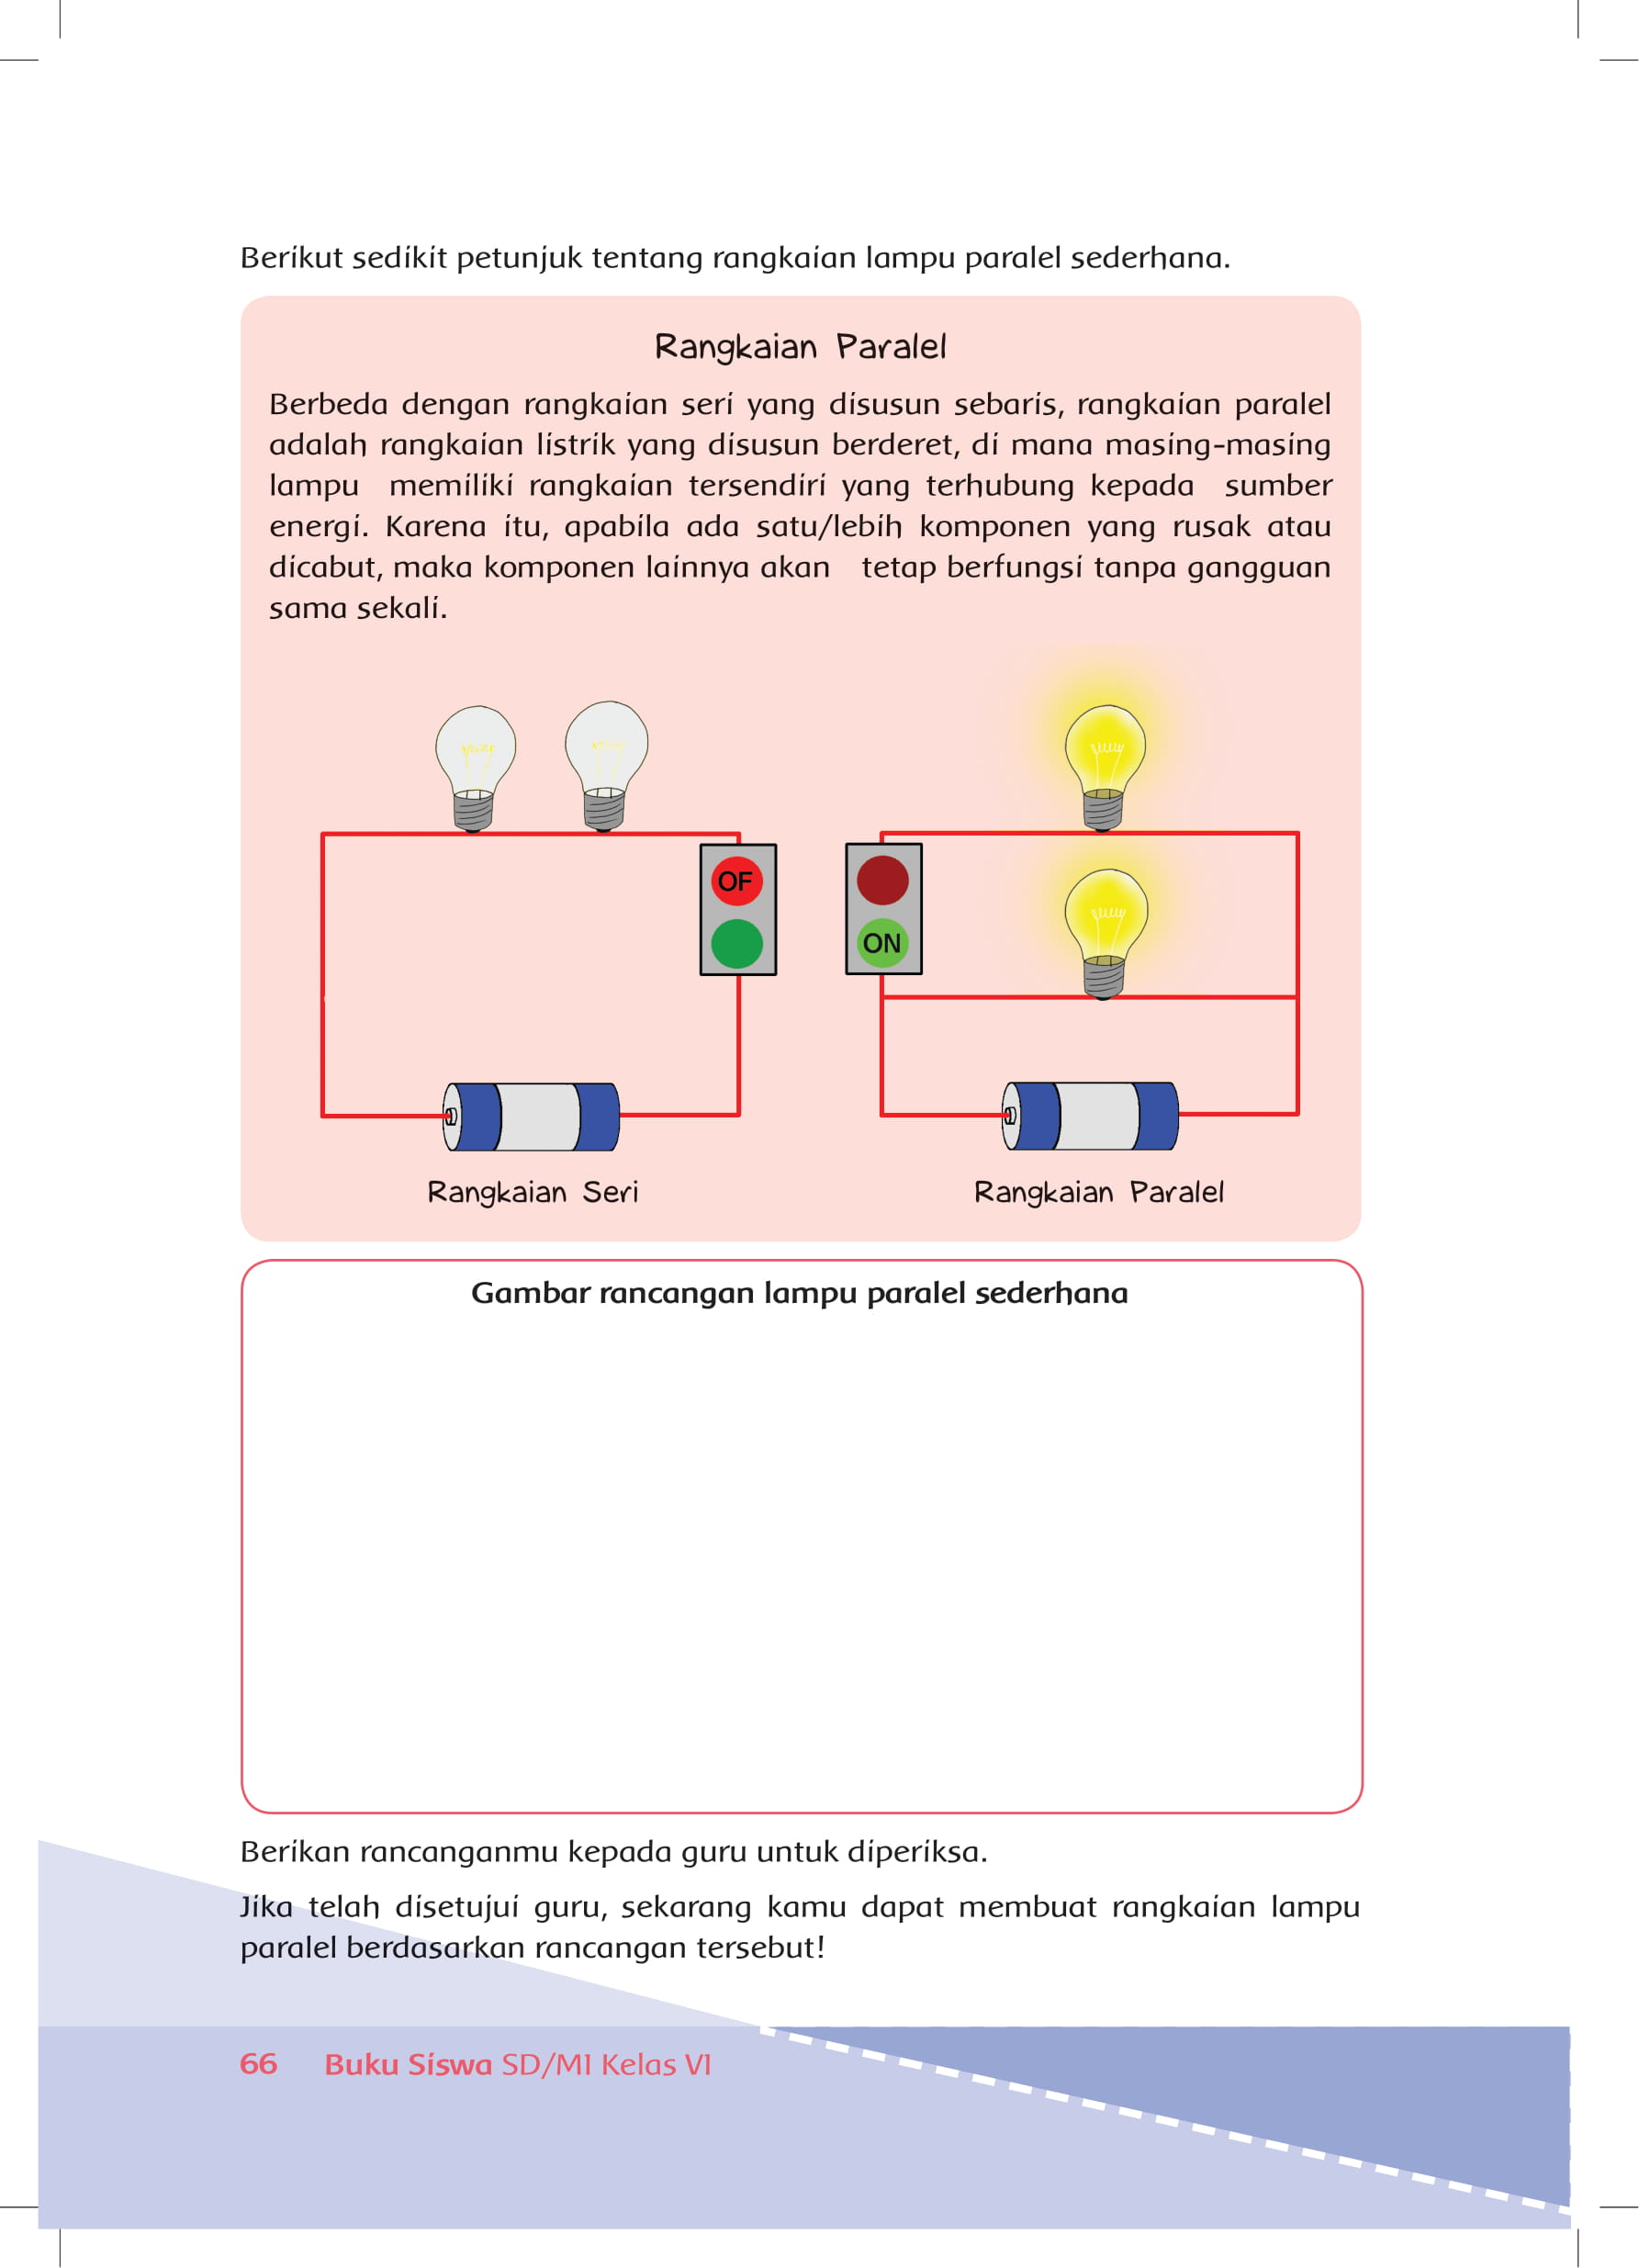 Berikut sedikit petunjuk tentang rangkaian lampu paralel sederhana.
Rangkaian Paralel
Berbeda dengan rangkaian seri yang disusun sebaris, rangkaian paralel
adalah rangkaian listrik yang disusun berderet, di mana masing-masing
lampu memiliki rangkaian tersendiri yang terhubung kepada sumber
energi. Karena itu, apabila ada satu/lebih komponen yang rusak atau
dicabut, maka komponen lainnya akan tetap berfungsi tanpa gangguan
sama sekali.
OF
ON
Rangkaian Seri
Rangkaian Paralel
Gambar rancangan lampu paralel sederhana
Berikan rancanganmu kepada guru untuk diperiksa.
Jika telah disetujui guru, sekarang kamu dapat membuat rangkaian lampu
paralel berdasarkan rancangan tersebut!
66 Buku Siswa SD/MI Kelas VI